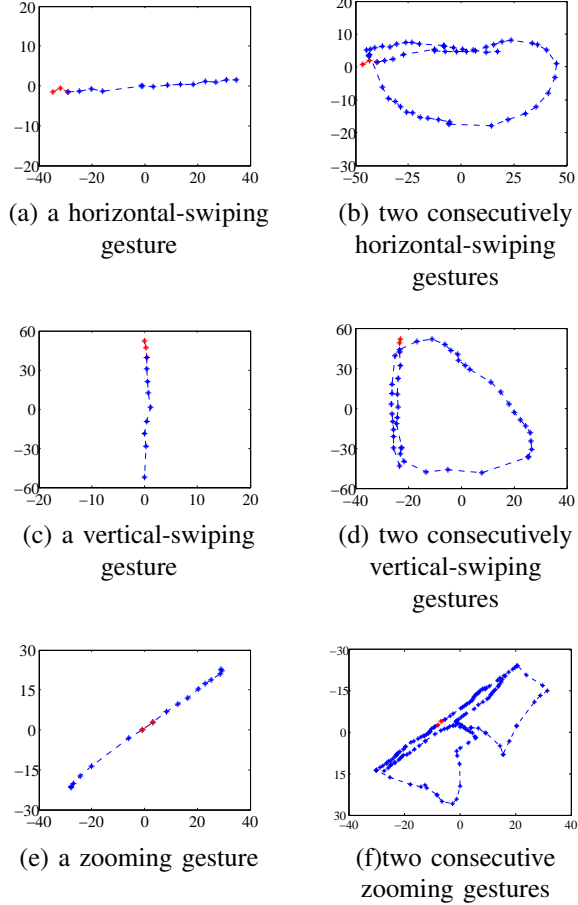 20
10
0
−10
−20
−40 −20 0 20 40
(a) a horizontal-swiping
gesture
20
10
0
−10
−20
−30
−50 −25 0 25 50
(b) two consecutively
horizontal-swiping
gestures
60
30
0
−30
−60
−20 −10 0 10 20
(c) a vertical-swiping
gesture
60
30
0
−30
−60
−40 −20 0 20 40
(d) two consecutively
vertical-swiping
gestures
30
15
0
−15
−30
−40 −20 0 20 40
(e) a zooming gesture
−30
−15
0
15
30
−40 −20 0 20 40
(f)two consecutive
zooming gestures